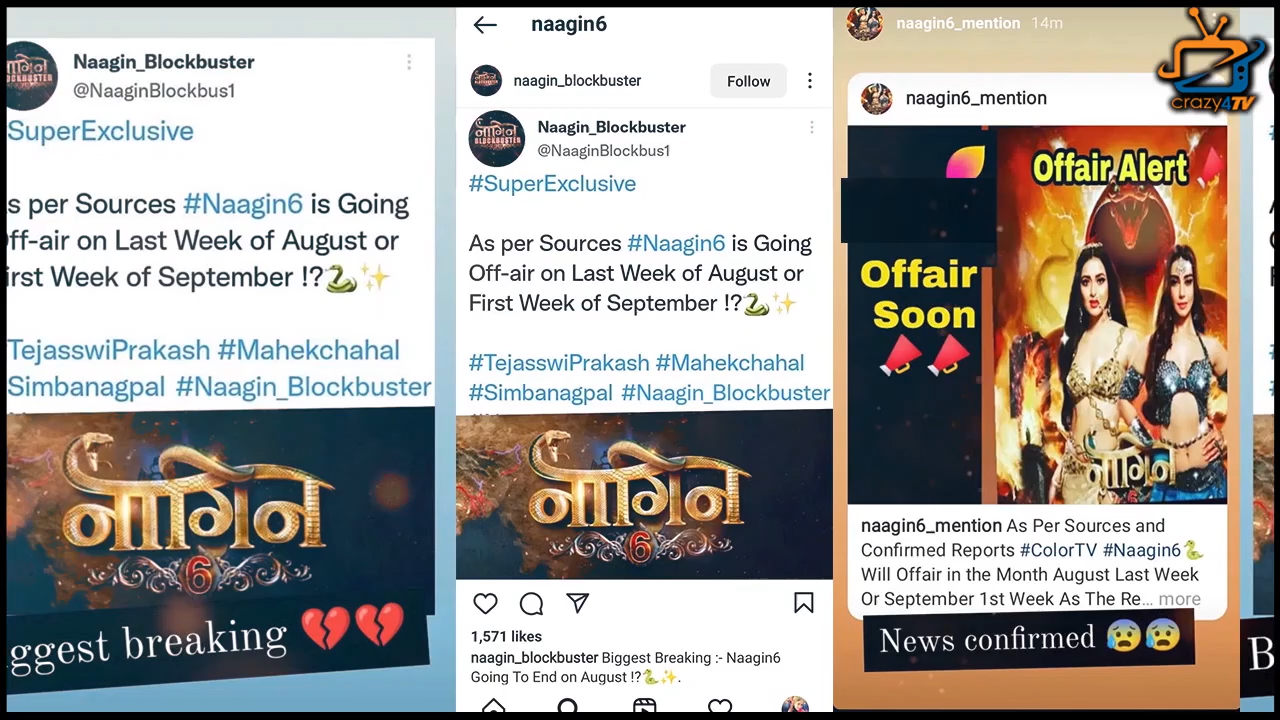 Naagin_Blockbuster
@NaaginBlockbus1
SuperExclusive
s per Sources #Naagin6 is Going
Off-air on Last Week of August or
irst Week of September !?🐍✨
TejasswiPrakash #Mahekchahal
Simbanagpal #Naagin_Blockbuster
नागिन
6
ggest breaking 💔💔
naagin6
naagin_blockbuster
Follow
नागिन
BLOCKBUSTER
Naagin_Blockbuster
@NaaginBlockbus1
#SuperExclusive
As per Sources #Naagin6 is Going
Off-air on Last Week of August or
First Week of September !?🐍✨
#TejasswiPrakash #Mahekchahal
#Simbanagpal #Naagin_Blockbuster
नागिन
6
1,571 likes
naagin_blockbuster Biggest Breaking :- Naagin6
Going To End on August !?🐍✨.
naagin6_mention 14m
crazy4TV
naagin6_mention
Offair Alert
Offair
Soon
नागिन
6
naagin6_mention As Per Sources and
Confirmed Reports #ColorTV #Naagin6🐍
Will Offair in the Month August Last Week
Or September 1st Week As The Re... more
News confirmed 😰😰
B